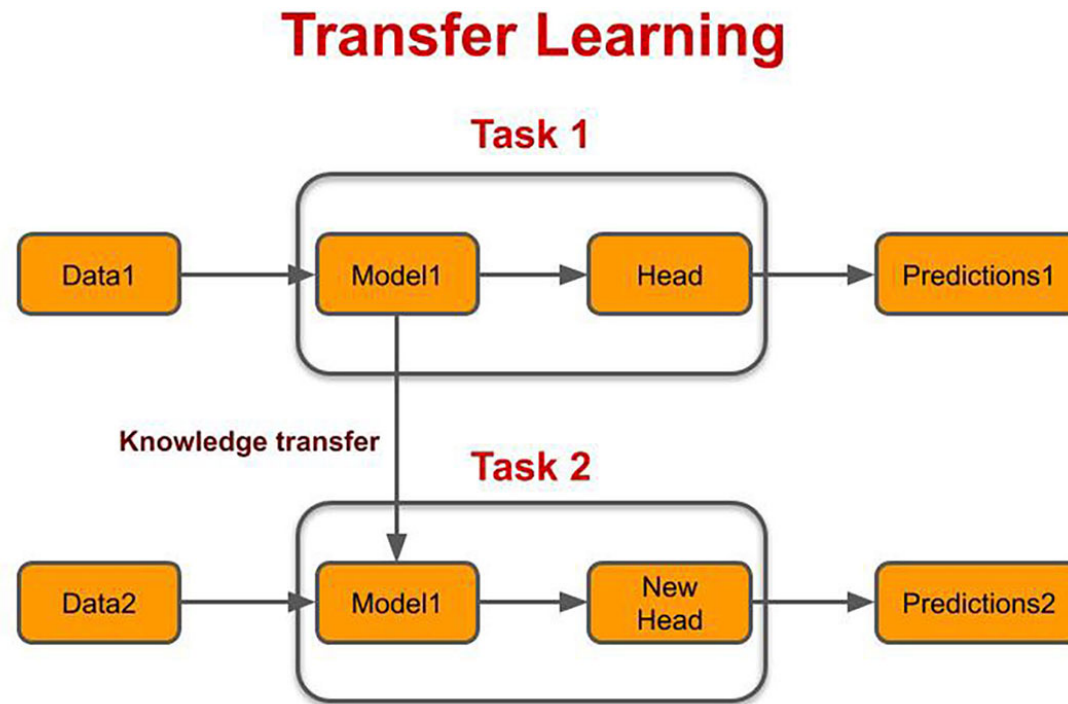 Transfer Learning
Task 1
Data1
Model1
Head
Predictions1
Knowledge transfer
Task 2
Data2
Model1
New
Head
Predictions2